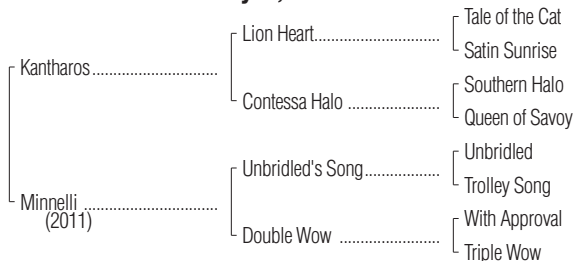 Tale of the Cat
Lion Heart
Satin Sunrise
Kantharos
Southern Halo
Contessa Halo
Queen of Savoy
Unbridled
Unbridled's Song
Trolley Song
Minnelli
(2011)
With Approval
Double Wow
Triple Wow